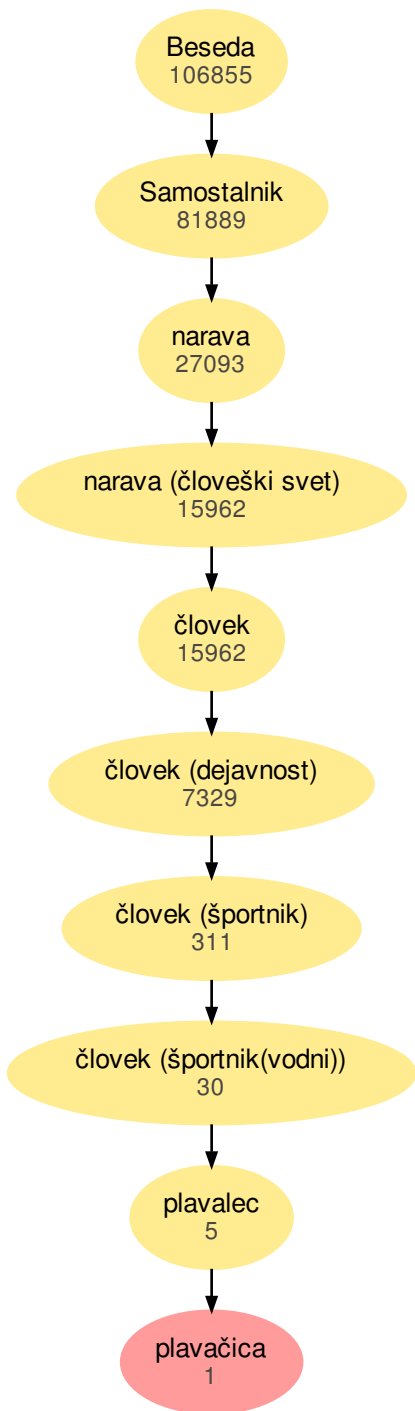 Beseda
106855
Samostalnik
81889
narava
27093
narava (človeški svet)
15962
človek
15962
človek (dejavnost)
7329
človek (športnik)
311
človek (športnik(vodni))
30
plavalec
5
plavačica
1